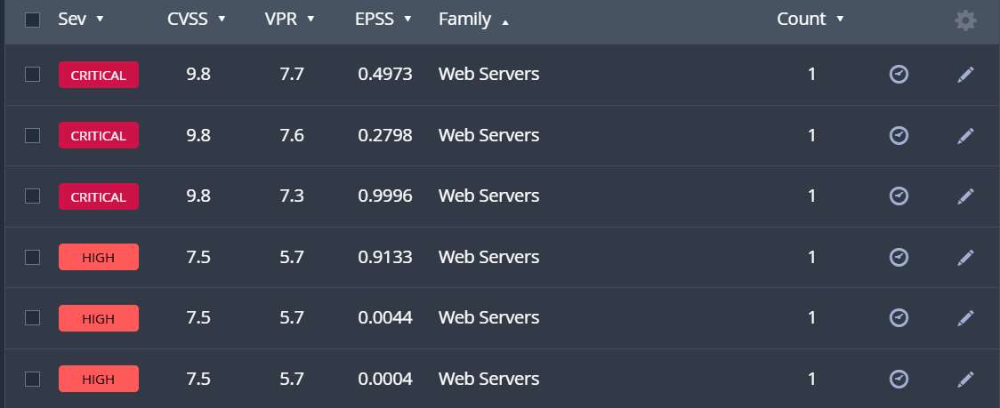 Sev CVSS VPR EPSS Family Count
CRITICAL 9.8 7.7 0.4973 Web Servers 1
CRITICAL 9.8 7.6 0.2798 Web Servers 1
CRITICAL 9.8 7.3 0.9996 Web Servers 1
HIGH 7.5 5.7 0.9133 Web Servers 1
HIGH 7.5 5.7 0.0044 Web Servers 1
HIGH 7.5 5.7 0.0004 Web Servers 1